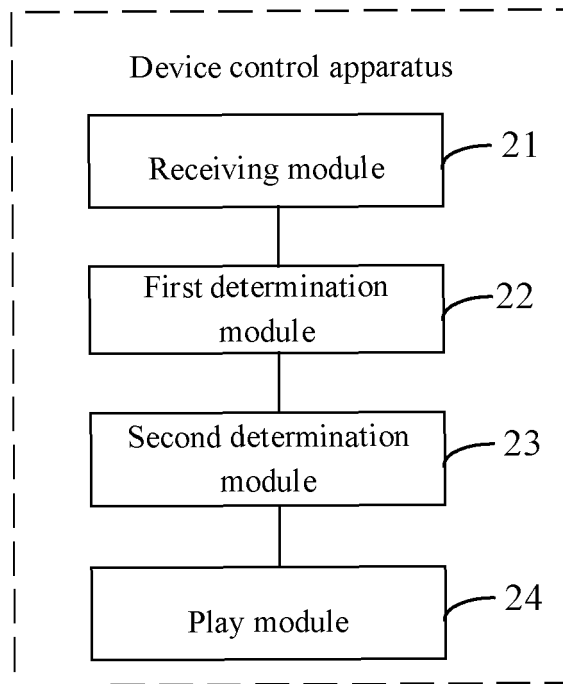 Device control apparatus
Receiving module
21
First determination
module
22
Second determination
module
23
Play module
24